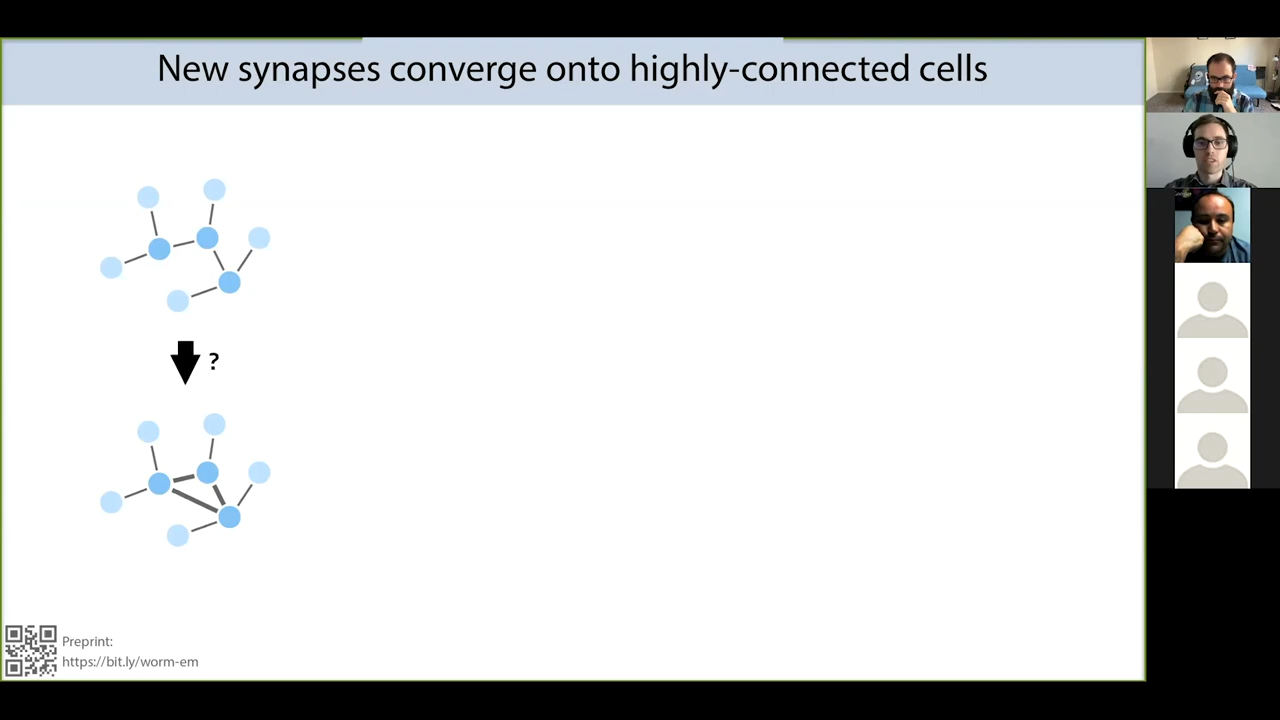 New synapses converge onto highly-connected cells
?
Preprint:
https://bit.ly/worm-em